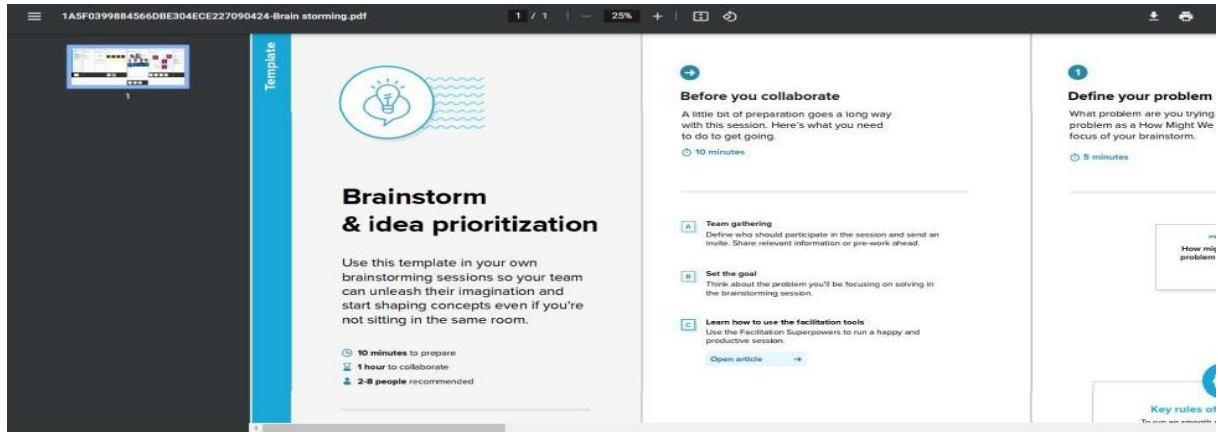 1A5F0399884566DBE304ECE227090424-Brain storming.pdf
1 / 1
25%
1
Template
Brainstorm
& idea prioritization
Use this template in your own
brainstorming sessions so your team
can unleash their imagination and
start shaping concepts even if you're
not sitting in the same room.
10 minutes to prepare
1 hour to collaborate
2-8 people recommended
Before you collaborate
A little bit of preparation goes a long way
with this session. Here's what you need
to do to get going.
10 minutes
A
Team gathering
Define who should participate in the session and send an
invite. Share relevant information or pre-work ahead.
B
Set the goal
Think about the problem you'll be focusing on solving in
the brainstorming session.
C
Learn how to use the facilitation tools
Use the Facilitation Superpowers to run a happy and
productive session.
Open article
1
Define your problem
What problem are you trying
problem as a How Might We
focus of your brainstorm.
5 minutes
How
problem
Key rules of